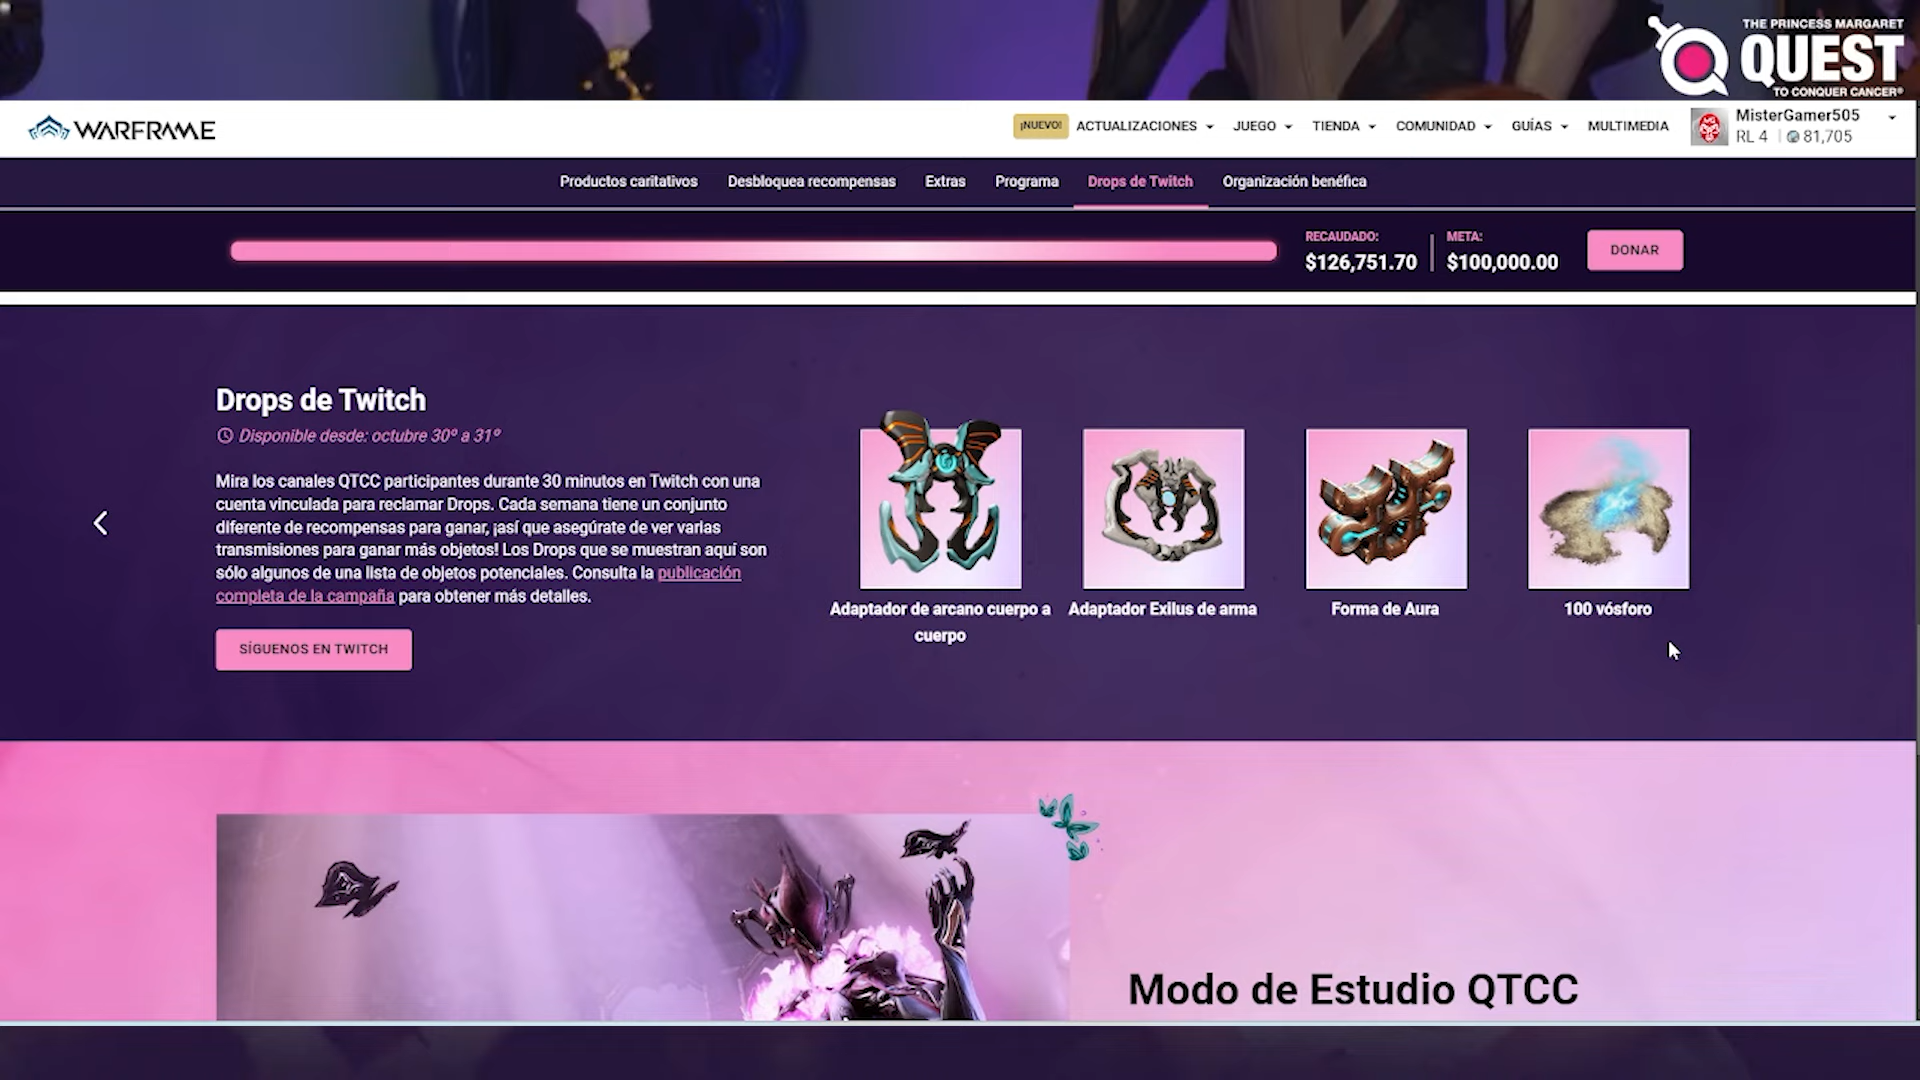 THE PRINCESS MARGARET
QUEST
TO CONQUER CANCER®
WARFRAME
¡NUEVO! ACTUALIZACIONES JUEGO TIENDA COMUNIDAD GUÍAS MULTIMEDIA
MisterGamer505
RL 4 | 81,705
Productos caritativos Desbloquea recompensas Extras Programa Drops de Twitch Organización benéfica
RECAUDADO: META:
$126,751.70 $100,000.00
DONAR
Drops de Twitch
Disponible desde: octubre 30º a 31º
Mira los canales QTCC participantes durante 30 minutos en Twitch con una
cuenta vinculada para reclamar Drops. Cada semana tiene un conjunto
diferente de recompensas para ganar, ¡así que asegúrate de ver varias
transmisiones para ganar más objetos! Los Drops que se muestran aquí son
sólo algunos de una lista de objetos potenciales. Consulta la publicación
completa de la campaña para obtener más detalles.
SÍGUENOS EN TWITCH
Adaptador de arcano cuerpo a
cuerpo
Adaptador Exilus de arma
Forma de Aura
100 vósforo
Modo de Estudio QTCC